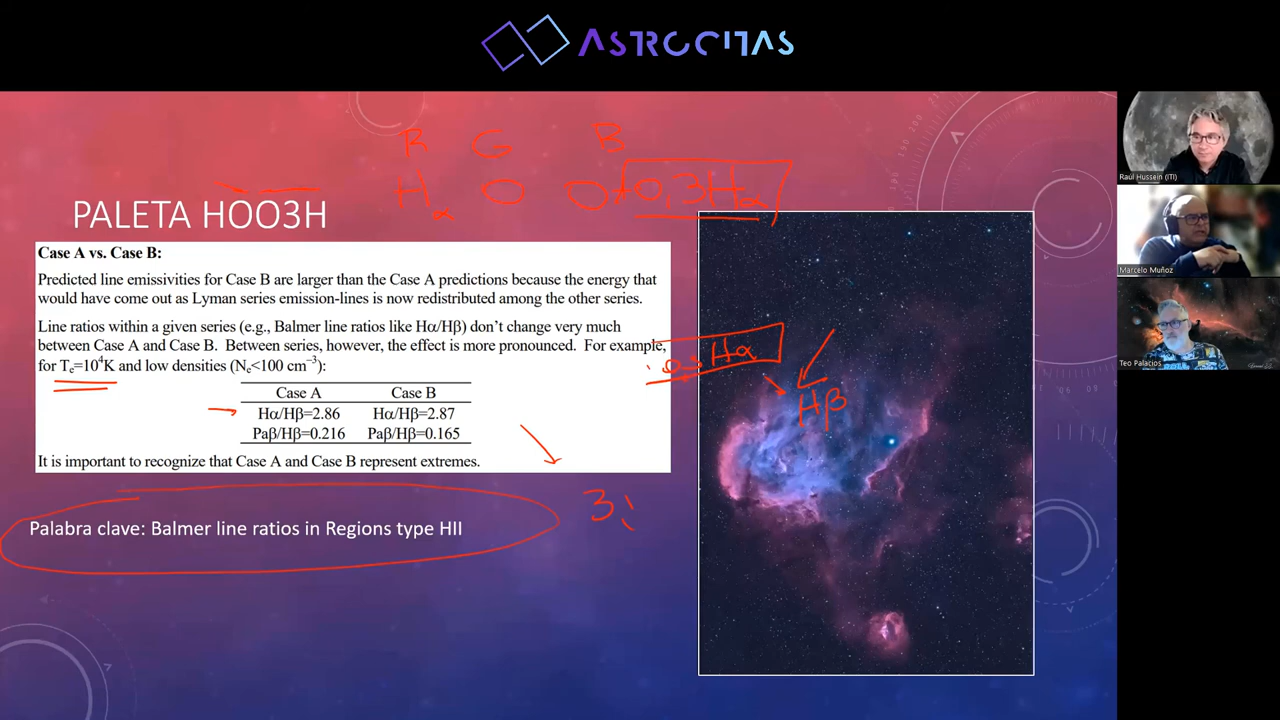 ASTROCITAS
R G B
Hα O O+0,3Hα
PALETA HOO3H
Case A vs. Case B:
Predicted line emissivities for Case B are larger than the Case A predictions because the energy that
would have come out as Lyman series emission-lines is now redistributed among the other series.
Line ratios within a given series (e.g., Balmer line ratios like Hα/Hβ) don't change very much
between Case A and Case B. Between series, however, the effect is more pronounced. For example,
for Te=10⁴K and low densities (Ne<100 cm⁻³):
Case A Case B
Hα/Hβ=2.86 Hα/Hβ=2.87
Paβ/Hβ=0.216 Paβ/Hβ=0.165
It is important to recognize that Case A and Case B represent extremes.
Hα
Hβ
Palabra clave: Balmer line ratios in Regions type HII
Raúl Hussein (ITI)
Marcelo Muñoz
Teo Palacios